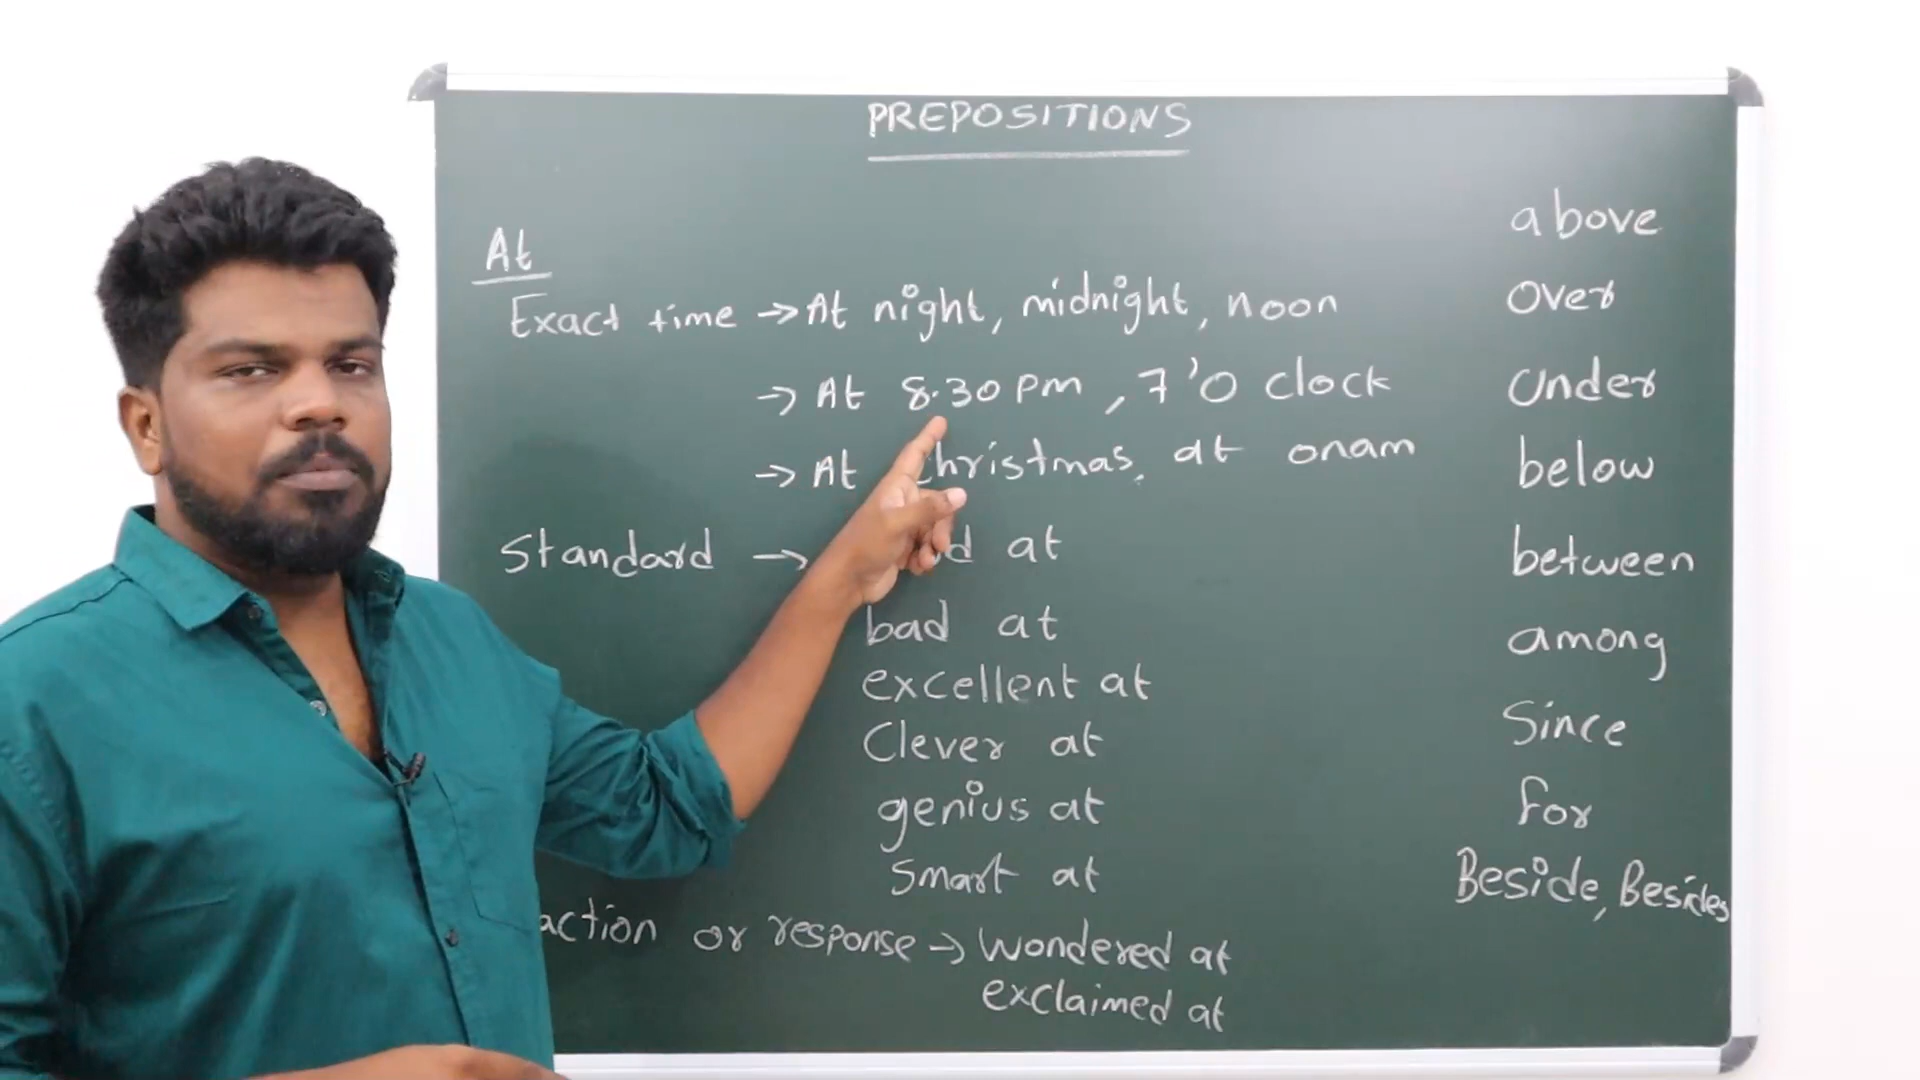 PREPOSITIONS
At
Exact time → At night, midnight, noon
→ At 8.30 pm, 7 'O clock
→ At Christmas, at onam
Standard → at
bad at
excellent at
Clever at
genius at
Smart at
action or response → Wondered at
exclaimed at
above
Over
Under
below
between
among
Since
For
Beside, Besides